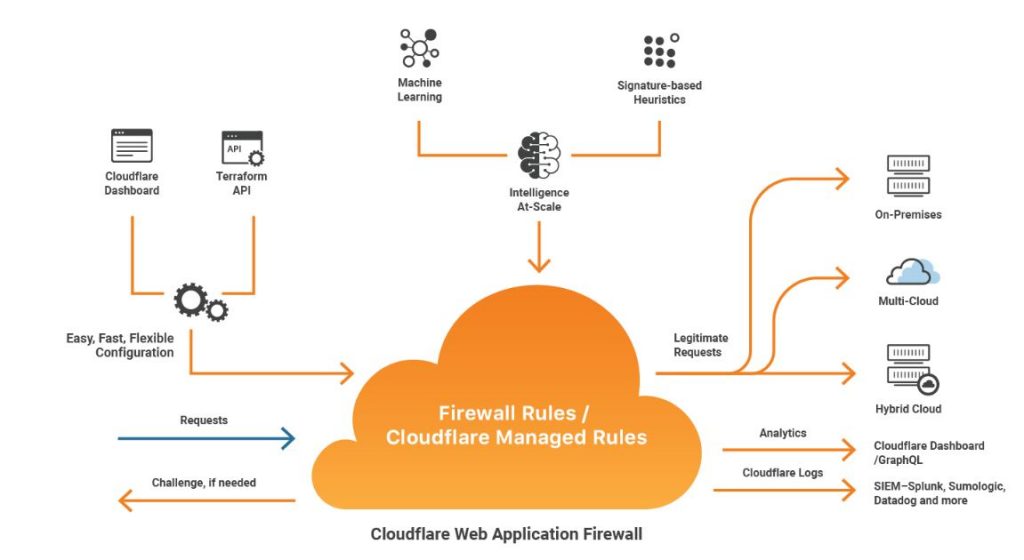 Machine
Learning
Signature-based
Heuristics
Cloudflare
Dashboard
API
Terraform
API
Intelligence
At-Scale
On-Premises
Multi-Cloud
Easy, Fast, Flexible
Configuration
Legitimate
Requests
Hybrid Cloud
Firewall Rules /
Cloudflare Managed Rules
Requests
Challenge, if needed
Analytics
Cloudflare Dashboard
/GraphQL
Cloudflare Logs
SIEM–Splunk, Sumologic,
Datadog and more
Cloudflare Web Application Firewall